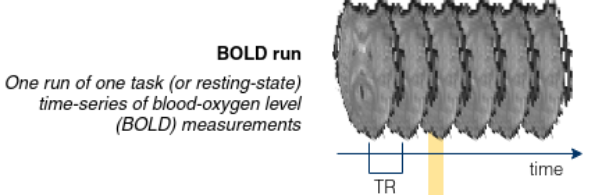 BOLD run
One run of one task (or resting-state)
time-series of blood-oxygen level
(BOLD) measurements
time
TR